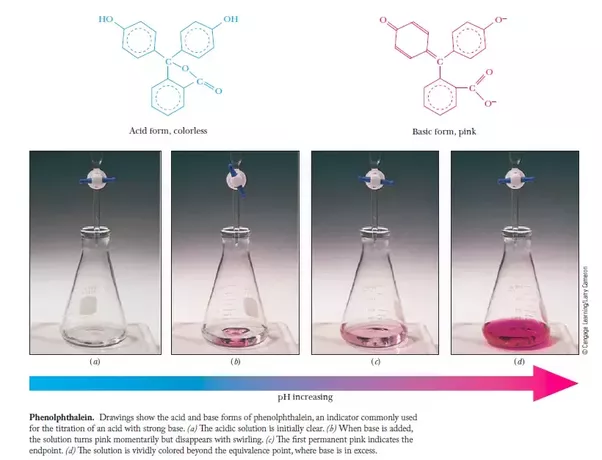 HO
OH
C
O
C
O
Acid form, colorless
O
O−
C
O
C
O−
Basic form, pink
(a)
(b)
(c)
(d)
© Cengage Learning/Larry Cameron
pH increasing
Phenolphthalein. Drawings show the acid and base forms of phenolphthalein, an indicator commonly used
for the titration of an acid with strong base. (a) The acidic solution is initially clear. (b) When base is added,
the solution turns pink momentarily but disappears with swirling. (c) The first permanent pink indicates the
endpoint. (d) The solution is vividly colored beyond the equivalence point, where base is in excess.